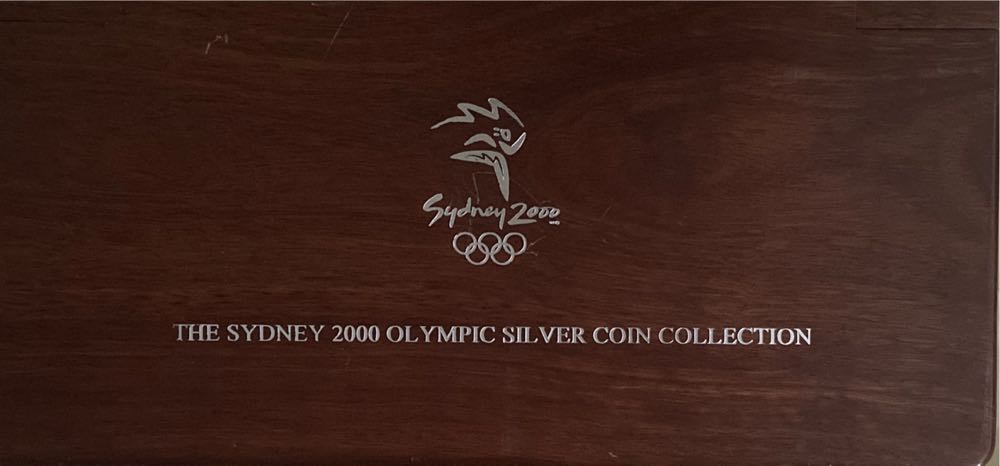 Sydney 2000
THE SYDNEY 2000 OLYMPIC SILVER COIN COLLECTION